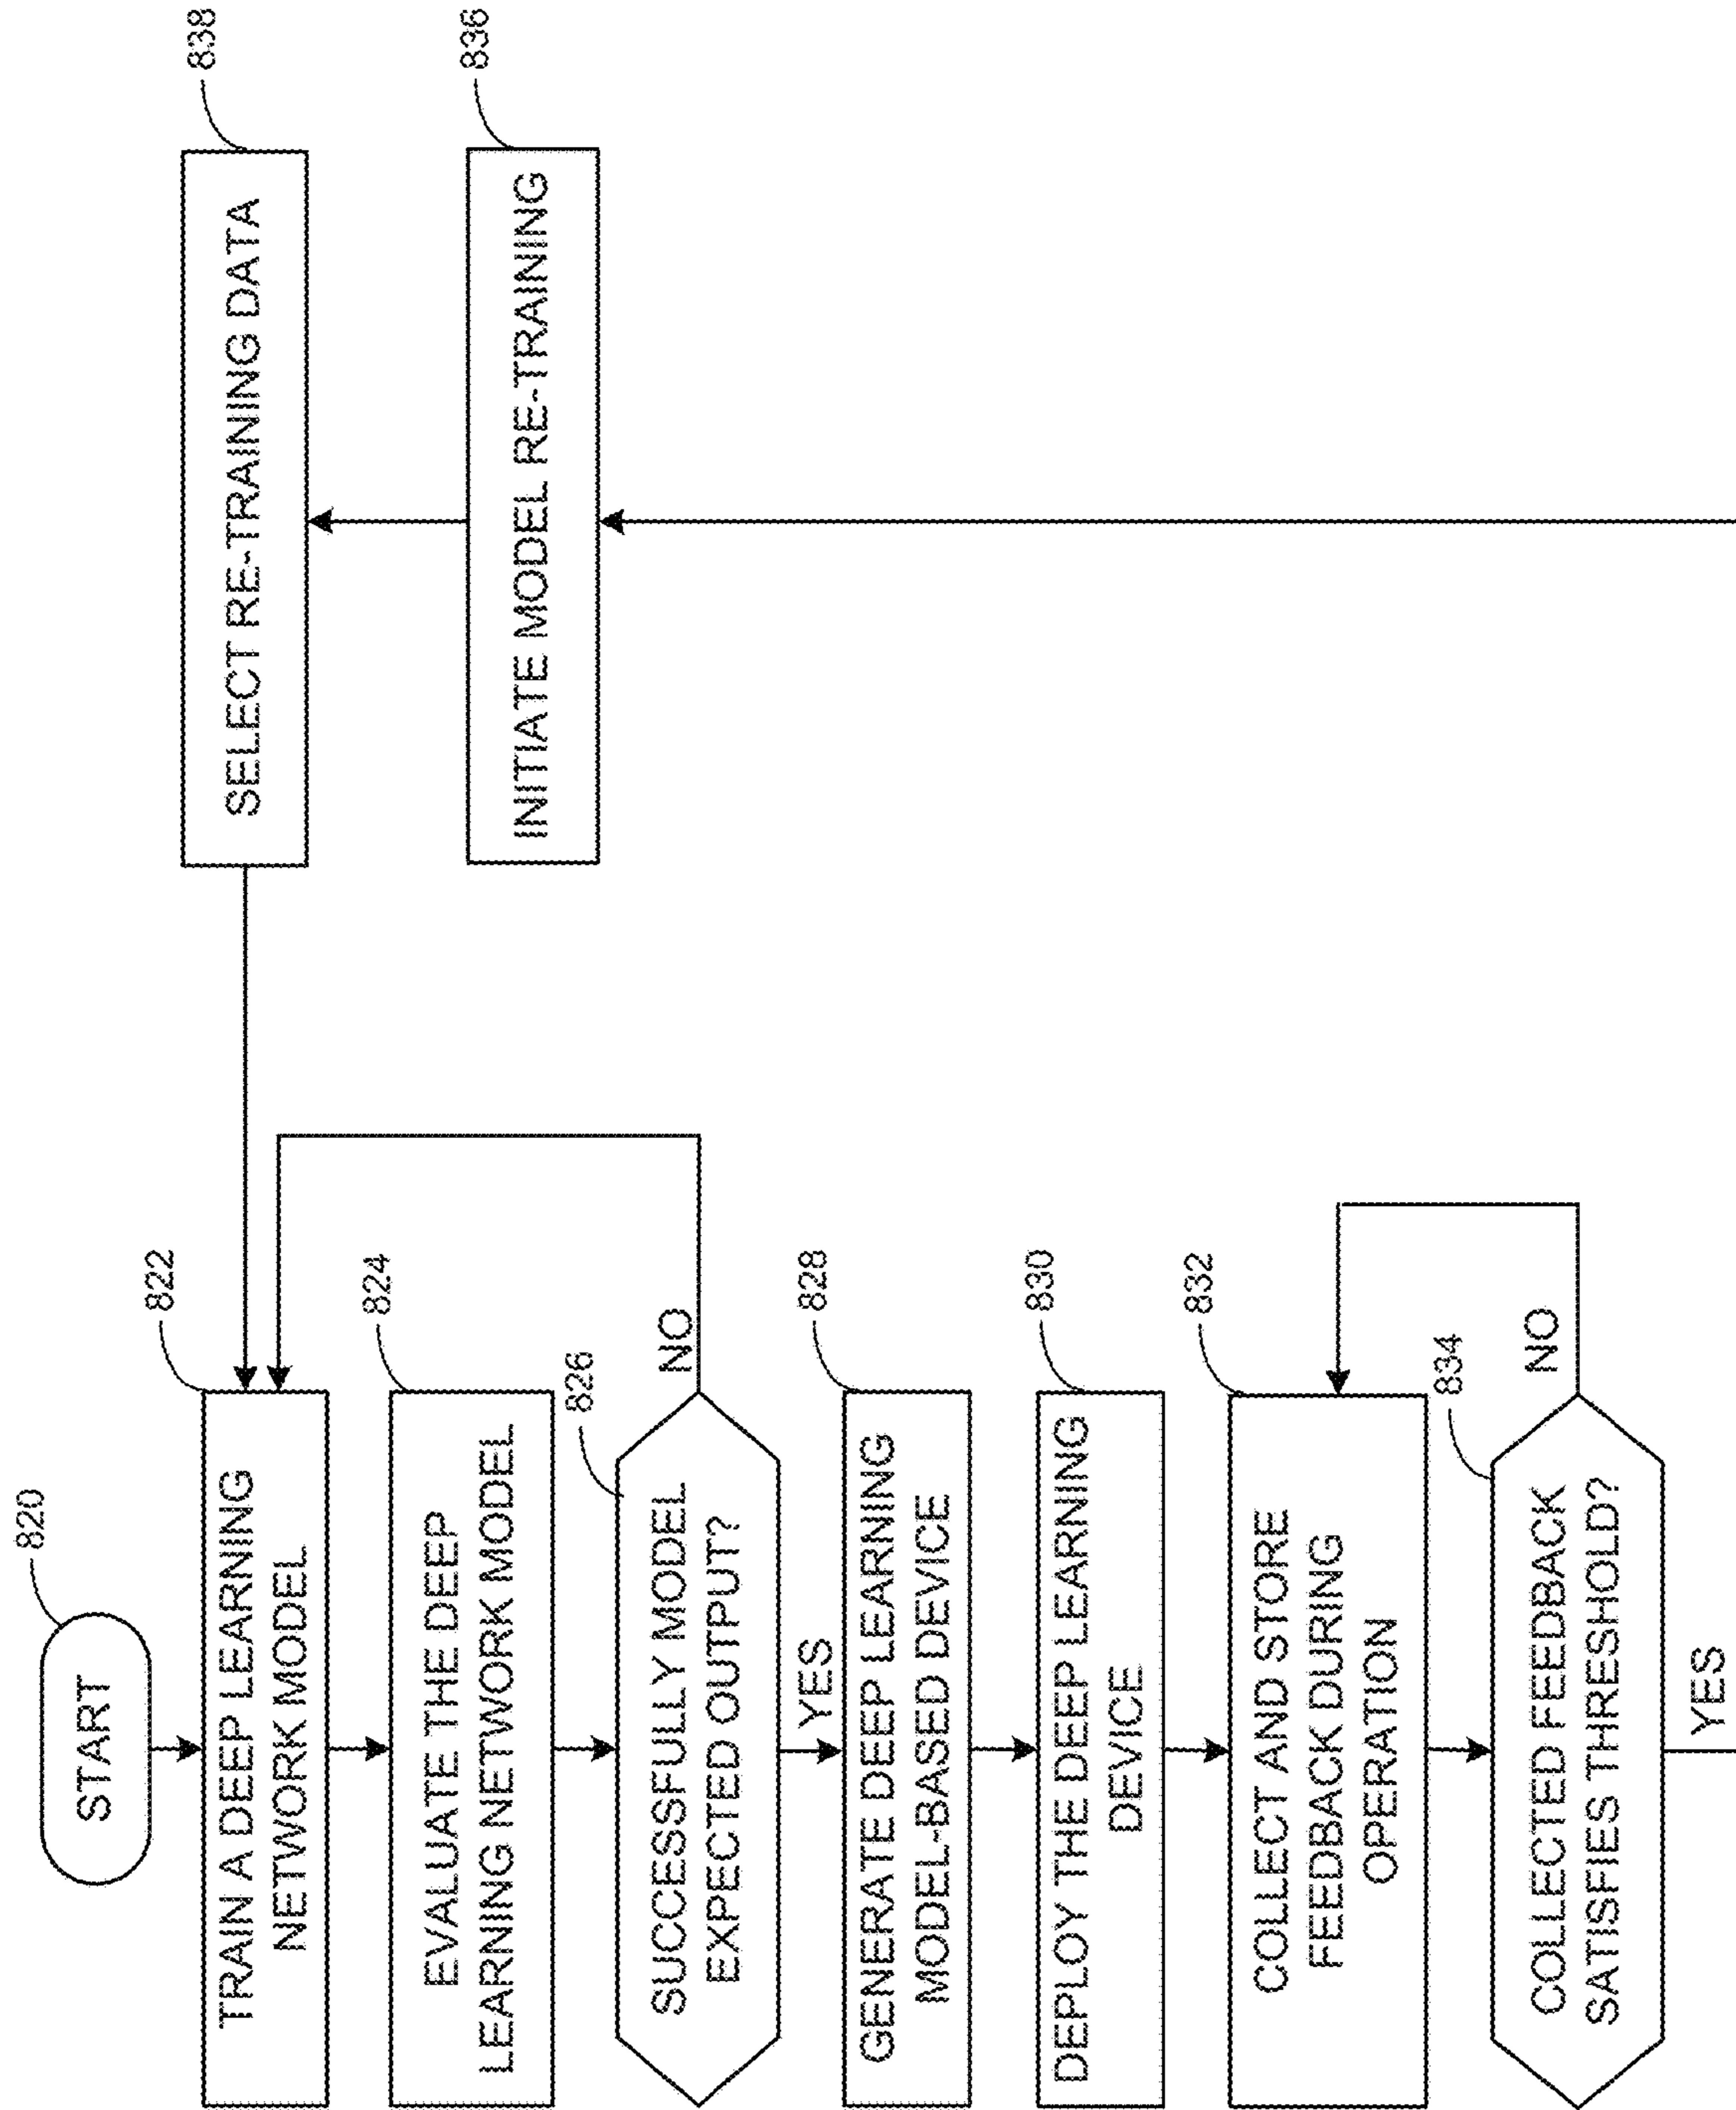 820
START
822
TRAIN A DEEP LEARNING
NETWORK MODEL
824
EVALUATE THE DEEP
LEARNING NETWORK MODEL
826
SUCCESSFULLY MODEL
EXPECTED OUTPUT?
NO
YES
828
GENERATE DEEP LEARNING
MODEL-BASED DEVICE
830
DEPLOY THE DEEP LEARNING
DEVICE
832
COLLECT AND STORE
FEEDBACK DURING
OPERATION
834
COLLECTED FEEDBACK
SATISFIES THRESHOLD?
NO
YES
838
SELECT RE-TRAINING DATA
836
INITIATE MODEL RE-TRAINING